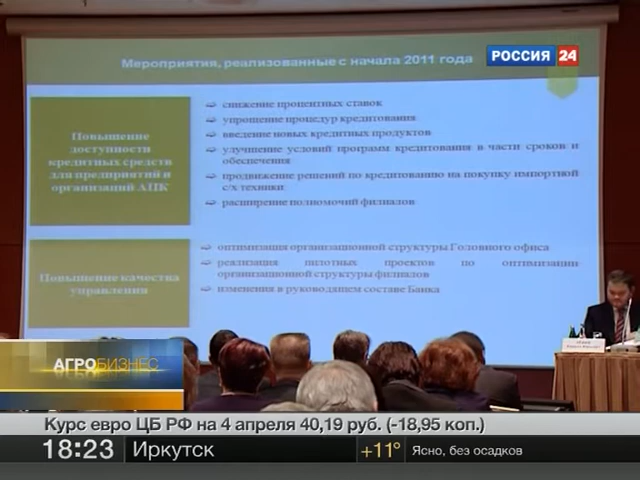 Мероприятия, реализованные с начала 2011 года
РОССИЯ 24
Повышение
доступности
кредитных средств
для предприятий и
организаций АПК
снижение процентных ставок
упрощение процедур кредитования
введение новых кредитных продуктов
улучшение условий программ кредитования в части сроков и
обеспечения
продвижение решений по кредитованию на покупку импортной
с/х техники
расширение полномочий филиалов
Повышение качества
управления
оптимизация организационной структуры Головного офиса
реализация пилотных проектов по оптимизации
организационной структуры филиалов
изменения в руководящем составе Банка
АГРОБИЗНЕС
Курс евро ЦБ РФ на 4 апреля 40,19 руб. (-18,95 коп.)
18:23 Иркутск +11° Ясно, без осадков